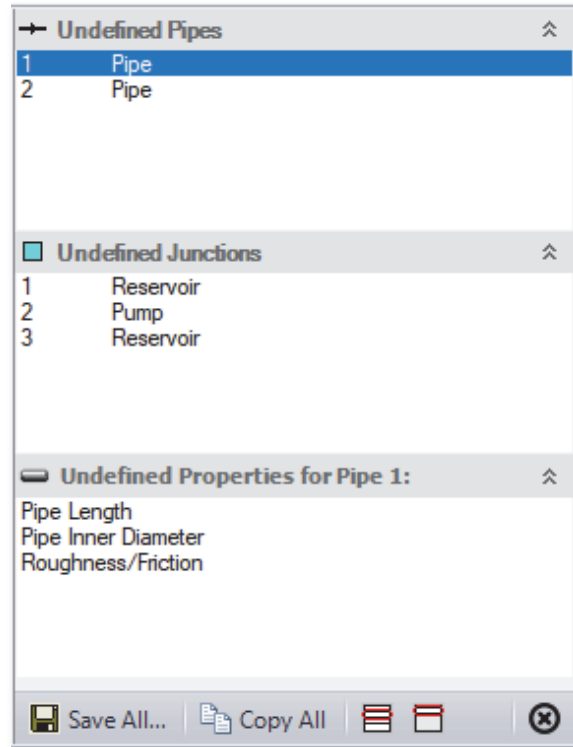 Undefined Pipes
1 Pipe
2 Pipe
Undefined Junctions
1 Reservoir
2 Pump
3 Reservoir
Undefined Properties for Pipe 1:
Pipe Length
Pipe Inner Diameter
Roughness/Friction
Save All... Copy All